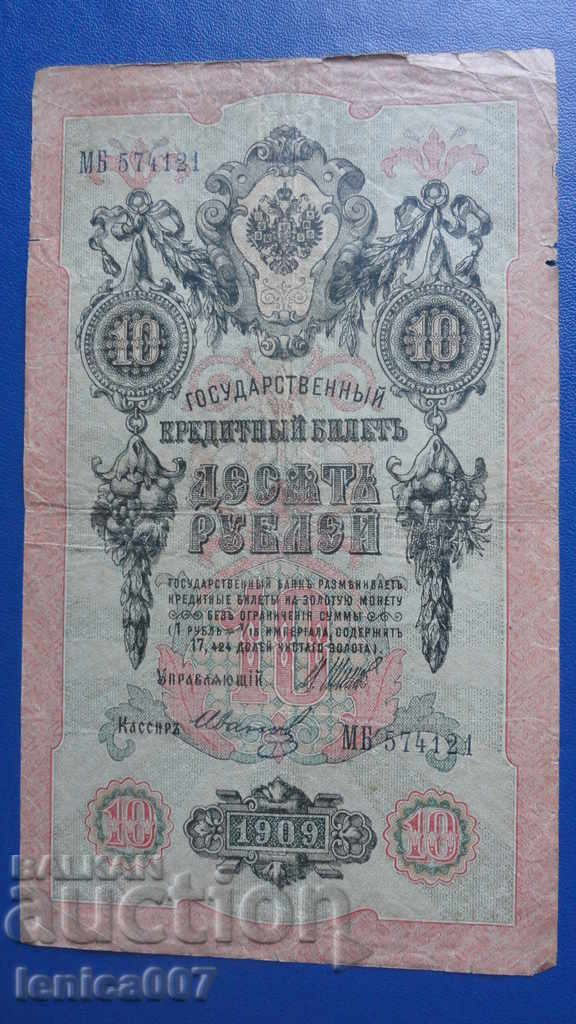 МБ 574121
10 10
ГОСУДАРСТВЕННЫЙ
КРЕДИТНЫЙ БИЛЕТЪ
ДЕСЯТЬ
РУБЛЕЙ
ГОСУДАРСТВЕННЫЙ БАНКЪ РАЗМѢНИВАЕТЪ
КРЕДИТНЫЕ БИЛЕТЫ НА ЗОЛОТУЮ МОНЕТУ
БЕЗЪ ОГРАНИЧЕНІЯ СУММЫ
(1 РУБЛЬ = 1/15 ИМПЕРІАЛА, СОДЕРЖИТЪ
17,424 ДОЛЕЙ ЧИСТАГО ЗОЛОТА).
10
УПРАВЛЯЮЩІЙ
КАССИРЪ
МБ 574121
10 1909 10
BALKAN
auction
lenica007